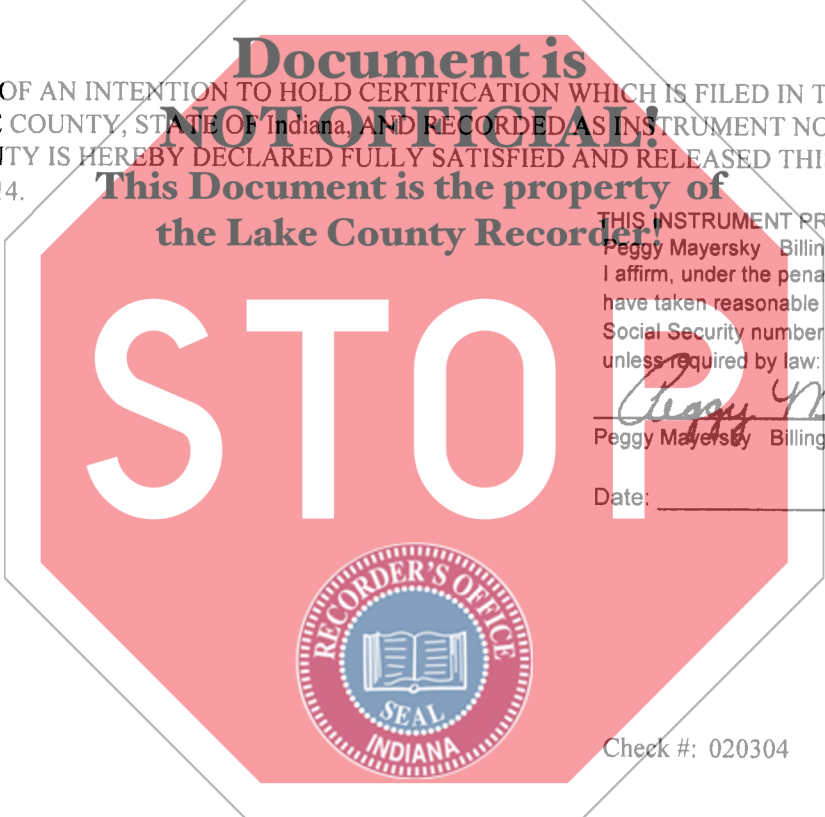 Document is
OF AN INTENTION TO HOLD CERTIFICATION WHICH IS FILED IN T
NOT OFFICIAL!
COUNTY, STATE OF Indiana, AND RECORDED AS INSTRUMENT NO
TY IS HEREBY DECLARED FULLY SATISFIED AND RELEASED THI
This Document is the property of
4.
the Lake County Recorder!
THIS INSTRUMENT PR
Peggy Mayersky Billin
I affirm, under the pena
have taken reasonable
Social Security number
unless required by law:
STOP
Peggy M
Peggy Mayersky Billing
Date:
RECORDER'S OFFICE
SEAL
INDIANA
Check #: 020304